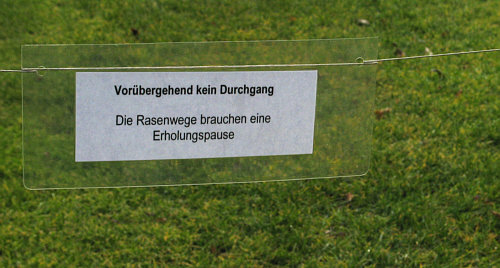 Vorübergehend kein Durchgang
Die Rasenwege brauchen eine
Erholungspause